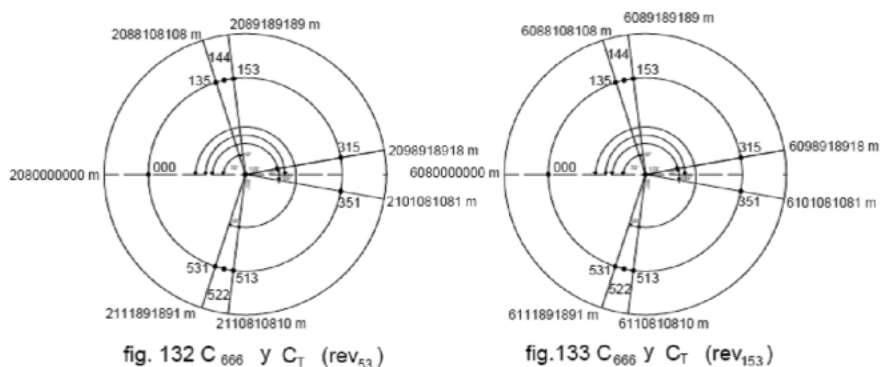 2088108108 m
2089189189 m
144
135
153
000
315
2098918918 m
2080000000 m
351
2101081081 m
531
513
522
2111891891 m
2110810810 m
fig. 132 C₆₆₆ y C_T (rev₅₃)
6088108108 m
6089189189 m
144
135
153
000
315
6098918918 m
6080000000 m
351
6101081081 m
531
513
522
6111891891 m
6110810810 m
fig.133 C₆₆₆ y C_T (rev₁₅₃)